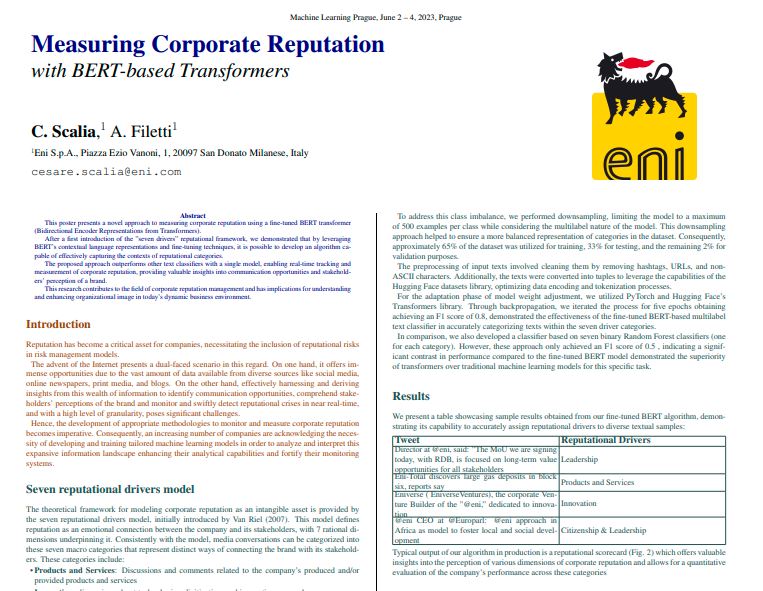 Machine Learning Prague, June 2 – 4, 2023, Prague
Measuring Corporate Reputation
with BERT-based Transformers
C. Scalia,1 A. Filetti1
1Eni S.p.A., Piazza Ezio Vanoni, 1, 20097 San Donato Milanese, Italy
cesare.scalia@eni.com
eni
Abstract
This poster presents a novel approach to measuring corporate reputation using a fine-tuned BERT transformer
(Bidirectional Encoder Representations from Transformers).
After a first introduction of the "seven drivers" reputational framework, we demonstrated that by leveraging
BERT's contextual language representations and fine-tuning techniques, it is possible to develop an algorithm ca-
pable of effectively capturing the contexts of reputational categories.
The proposed approach outperforms other text classifiers with a single model, enabling real-time tracking and
measurement of corporate reputation, providing valuable insights into communication opportunities and stakehold-
ers' perception of a brand.
This research contributes to the field of corporate reputation management and has implications for understanding
and enhancing organizational image in today's dynamic business environment.
Introduction
Reputation has become a critical asset for companies, necessitating the inclusion of reputational risks
in risk management models.
The advent of the Internet presents a dual-faced scenario in this regard. On one hand, it offers im-
mense opportunities due to the vast amount of data available from diverse sources like social media,
online newspapers, print media, and blogs. On the other hand, effectively harnessing and deriving
insights from this wealth of information to identify communication opportunities, comprehend stake-
holders' perceptions of the brand and monitor and swiftly detect reputational crises in near real-time,
and with a high level of granularity, poses significant challenges.
Hence, the development of appropriate methodologies to monitor and measure corporate reputation
becomes imperative. Consequently, an increasing number of companies are acknowledging the neces-
sity of developing and training tailored machine learning models in order to analyze and interpret this
expansive information landscape enhancing their analytical capabilities and fortify their monitoring
systems.
Seven reputational drivers model
The theoretical framework for modeling corporate reputation as an intangible asset is provided by
the seven reputational drivers model, initially introduced by Van Riel (2007). This model defines
reputation as an emotional connection between the company and its stakeholders, with 7 rational di-
mensions underpinning it. Consistently with the model, media conversations can be categorized into
these seven macro categories that represent distinct ways of connecting the brand with its stakehold-
ers. These categories include:
•Products and Services: Discussions and comments related to the company's produced and/or
provided products and services
To address this class imbalance, we performed downsampling, limiting the model to a maximum
of 500 examples per class while considering the multilabel nature of the model. This downsampling
approach helped to ensure a more balanced representation of categories in the dataset. Consequently,
approximately 65% of the dataset was utilized for training, 33% for testing, and the remaining 2% for
validation purposes.
The preprocessing of input texts involved cleaning them by removing hashtags, URLs, and non-
ASCII characters. Additionally, the texts were converted into tuples to leverage the capabilities of the
Hugging Face datasets library, optimizing data encoding and tokenization processes.
For the adaptation phase of model weight adjustment, we utilized PyTorch and Hugging Face's
Transformers library. Through backpropagation, we iterated the process for five epochs obtaining
achieving an F1 score of 0.8, demonstrated the effectiveness of the fine-tuned BERT-based multilabel
text classifier in accurately categorizing texts within the seven driver categories.
In comparison, we also developed a classifier based on seven binary Random Forest classifiers (one
for each category). However, these approach only achieved an F1 score of 0.5 , indicating a signif-
icant contrast in performance compared to the fine-tuned BERT model demonstrated the superiority
of transformers over traditional machine learning models for this specific task.
Results
We present a table showcasing sample results obtained from our fine-tuned BERT algorithm, demon-
strating its capability to accurately assign reputational drivers to diverse textual samples:
Tweet Reputational Drivers
Director at @eni, said: "The MoU we are signing
today, with RDB, is focused on long-term value
opportunities for all stakeholders
Leadership
Eni-Total discovers large gas deposits in block
six, reports say
Products and Services
Eniverse ( EniverseVentures), the corporate Ven-
ture Builder of the "@eni," dedicated to innova-
tion
Innovation
@eni CEO at @Europarl: @eni approach in
Africa as model to foster local and social devel-
opment
Citizenship & Leadership
Typical output of our algorithm in production is a reputational scorecard (Fig. 2) which offers valuable
insights into the perception of various dimensions of corporate reputation and allows for a quantitative
evaluation of the company's performance across these categories